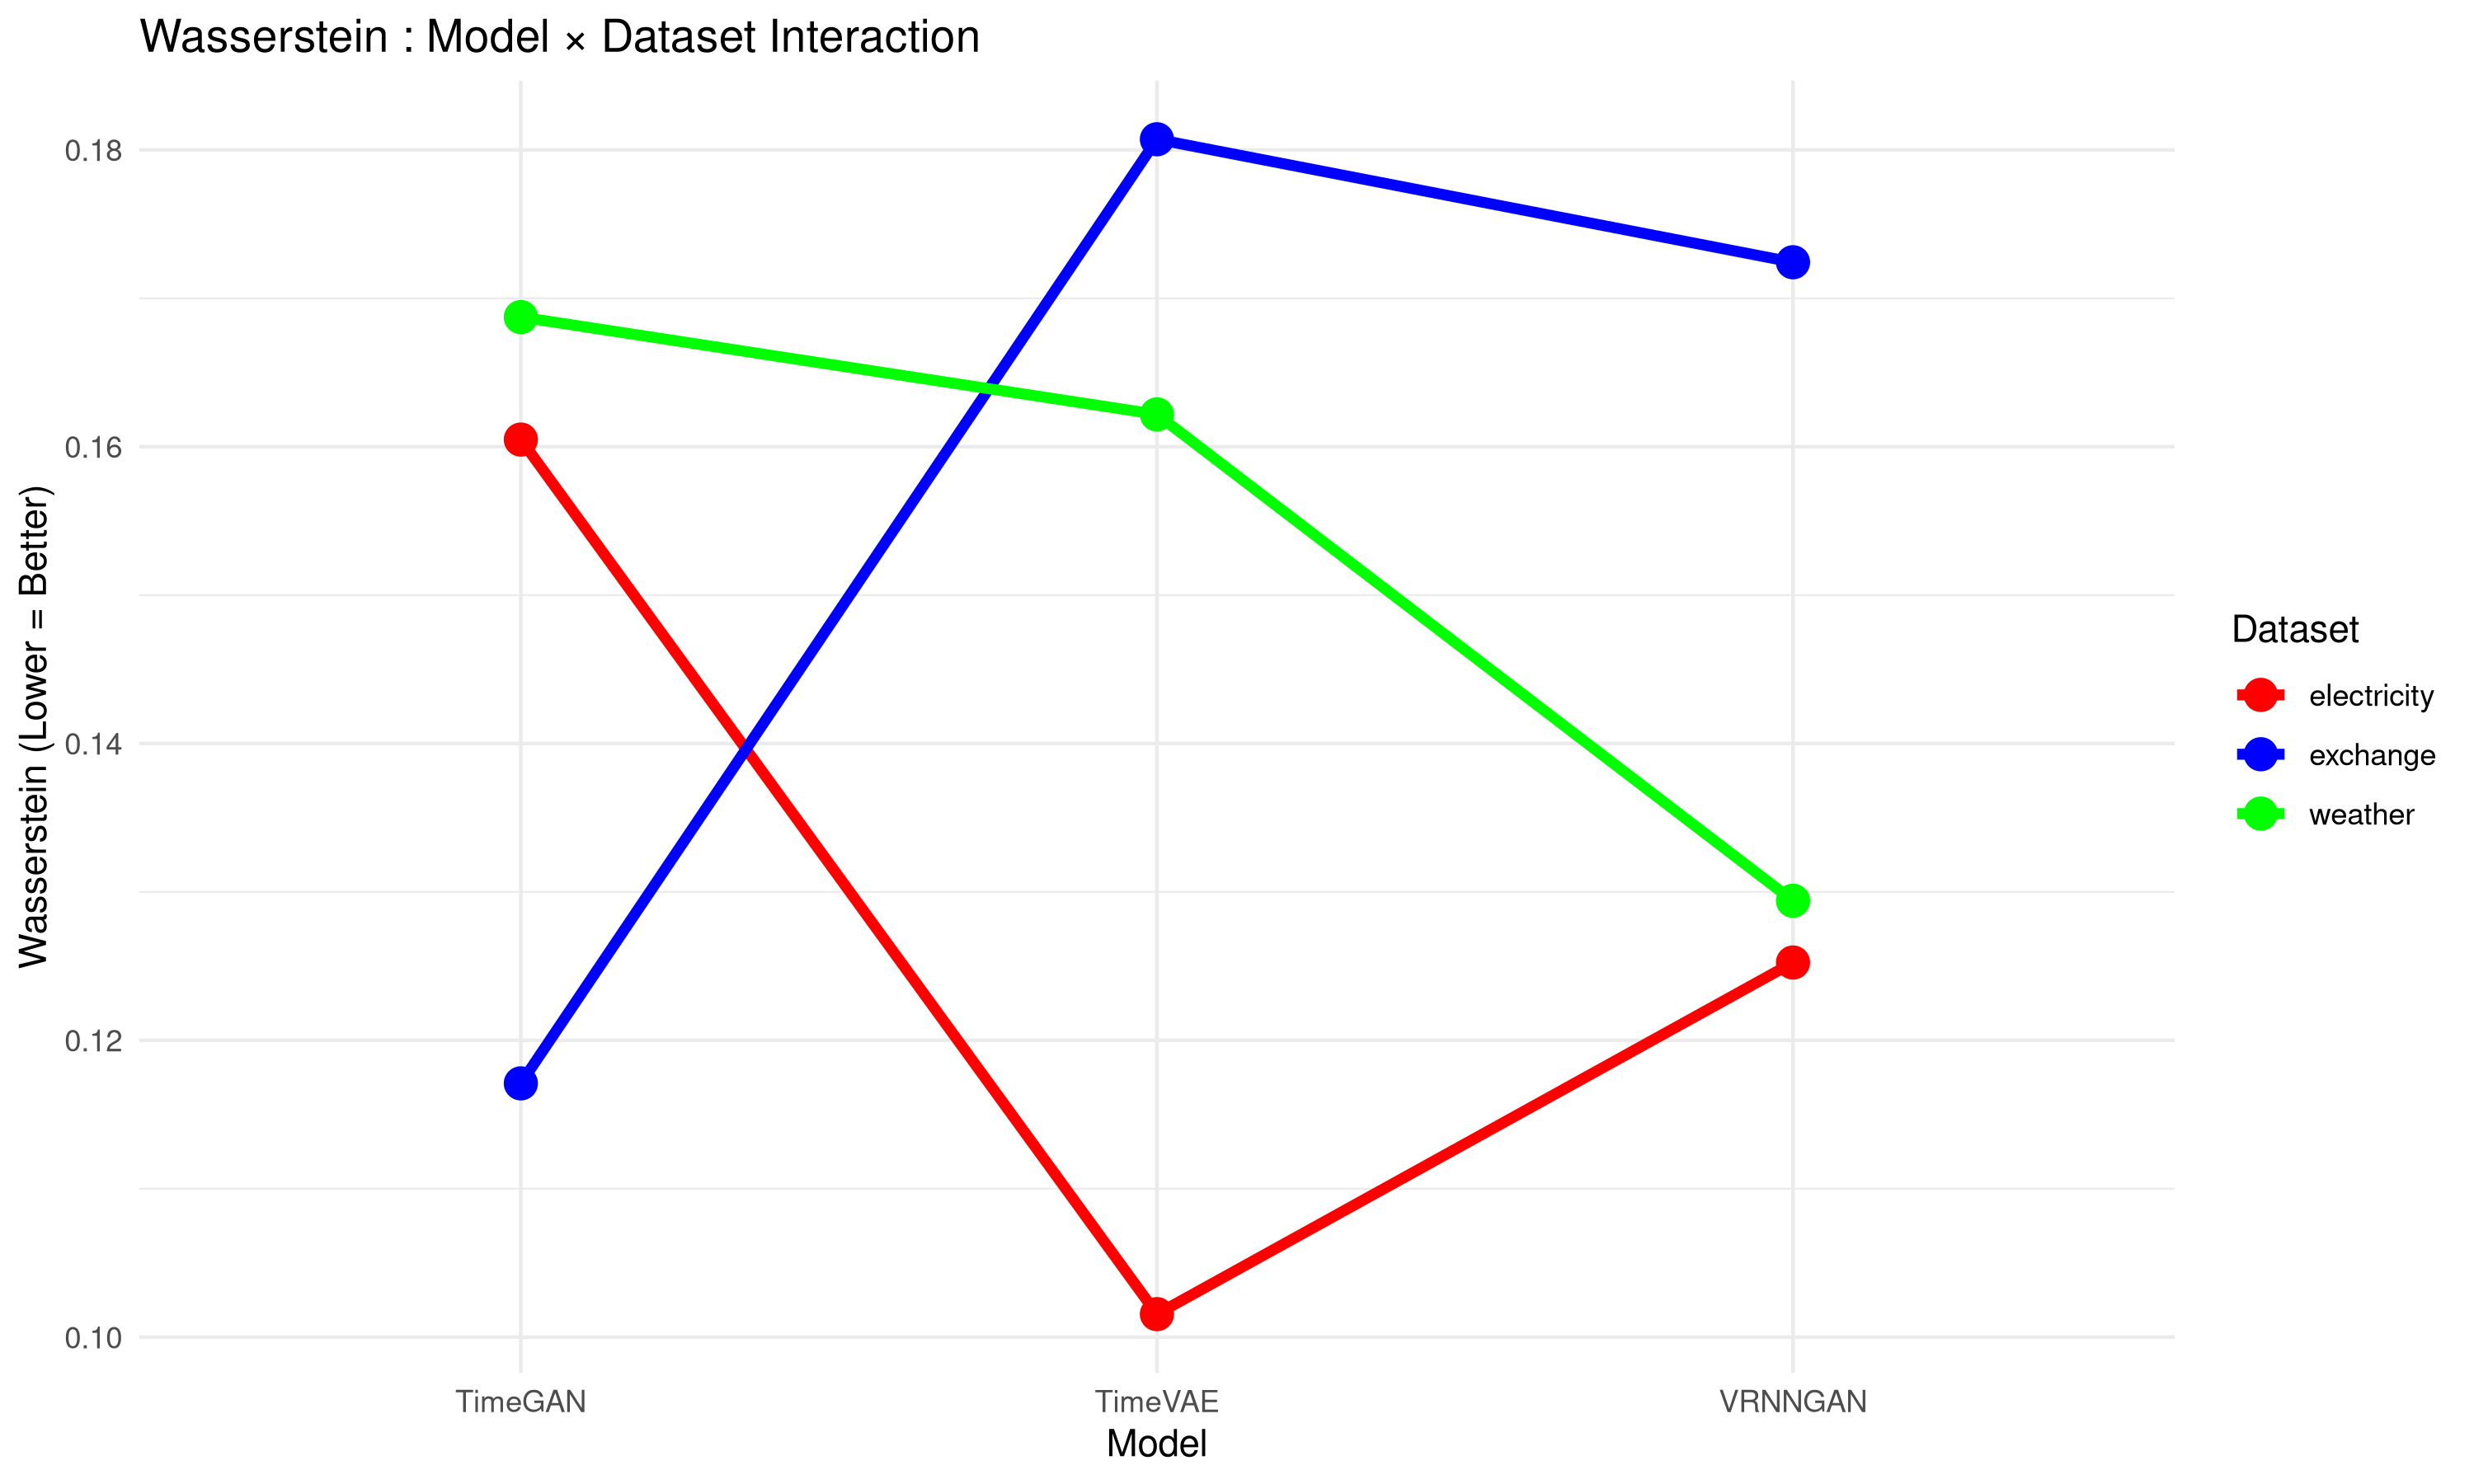 Wasserstein : Model × Dataset Interaction
Wasserstein (Lower = Better)
0.18
0.16
0.14
0.12
0.10
TimeGAN
TimeVAE
VRNNGAN
Model
Dataset
electricity
exchange
weather